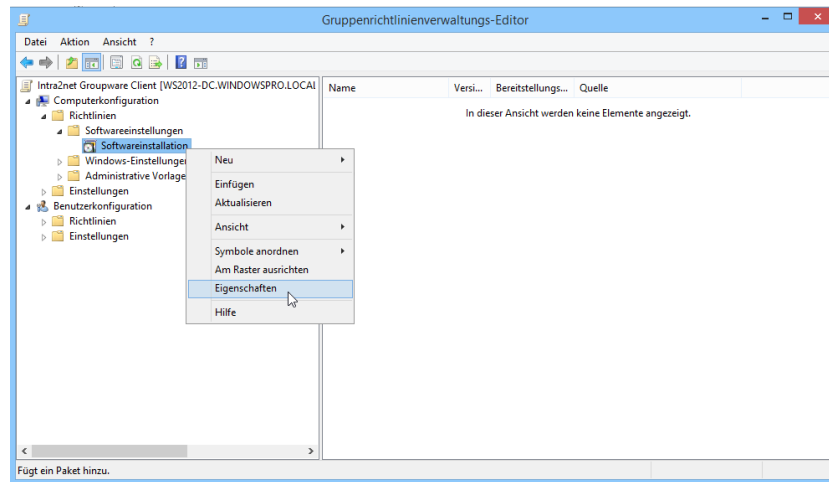 Gruppenrichtlinienverwaltungs-Editor
Datei Aktion Ansicht ?
Intra2net Groupware Client [WS2012-DC.WINDOWSPRO.LOCAL
Name Versi... Bereitstellungs... Quelle
In dieser Ansicht werden keine Elemente angezeigt.
Computerkonfiguration
Richtlinien
Softwareeinstellungen
Softwareinstallation
Windows-Einstellungen
Administrative Vorlage
Einstellungen
Benutzerkonfiguration
Richtlinien
Einstellungen
Neu
Einfügen
Aktualisieren
Ansicht
Symbole anordnen
Am Raster ausrichten
Eigenschaften
Hilfe
Fügt ein Paket hinzu.